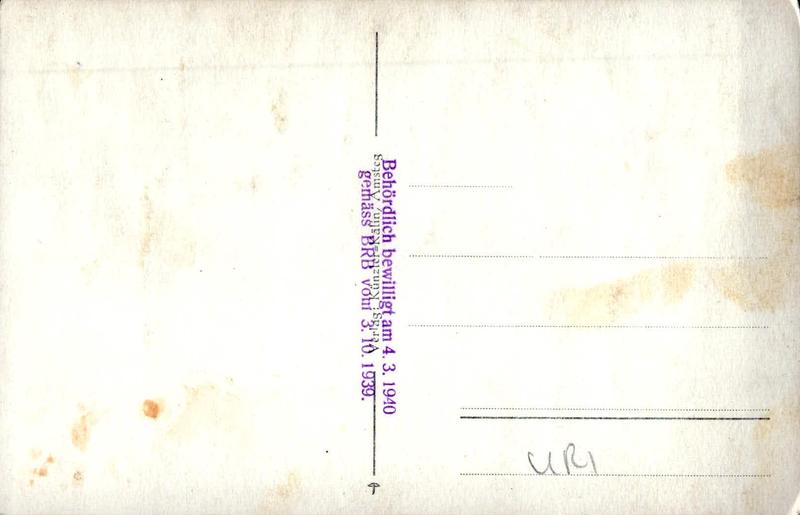 Behördlich bewilligt am 4. 3. 1940
gemäss BRB vom 3. 10. 1939.
URI